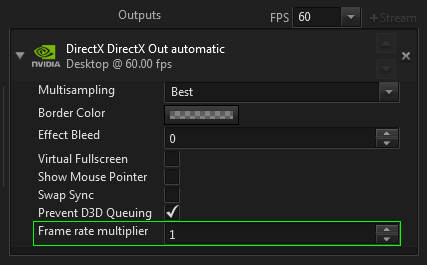 Outputs
FPS 60 +Stream
DirectX DirectX Out automatic
NVIDIA Desktop @ 60.00 fps
Multisampling Best
Border Color
Effect Bleed 0
Virtual Fullscreen
Show Mouse Pointer
Swap Sync
Prevent D3D Queuing
Frame rate multiplier 1